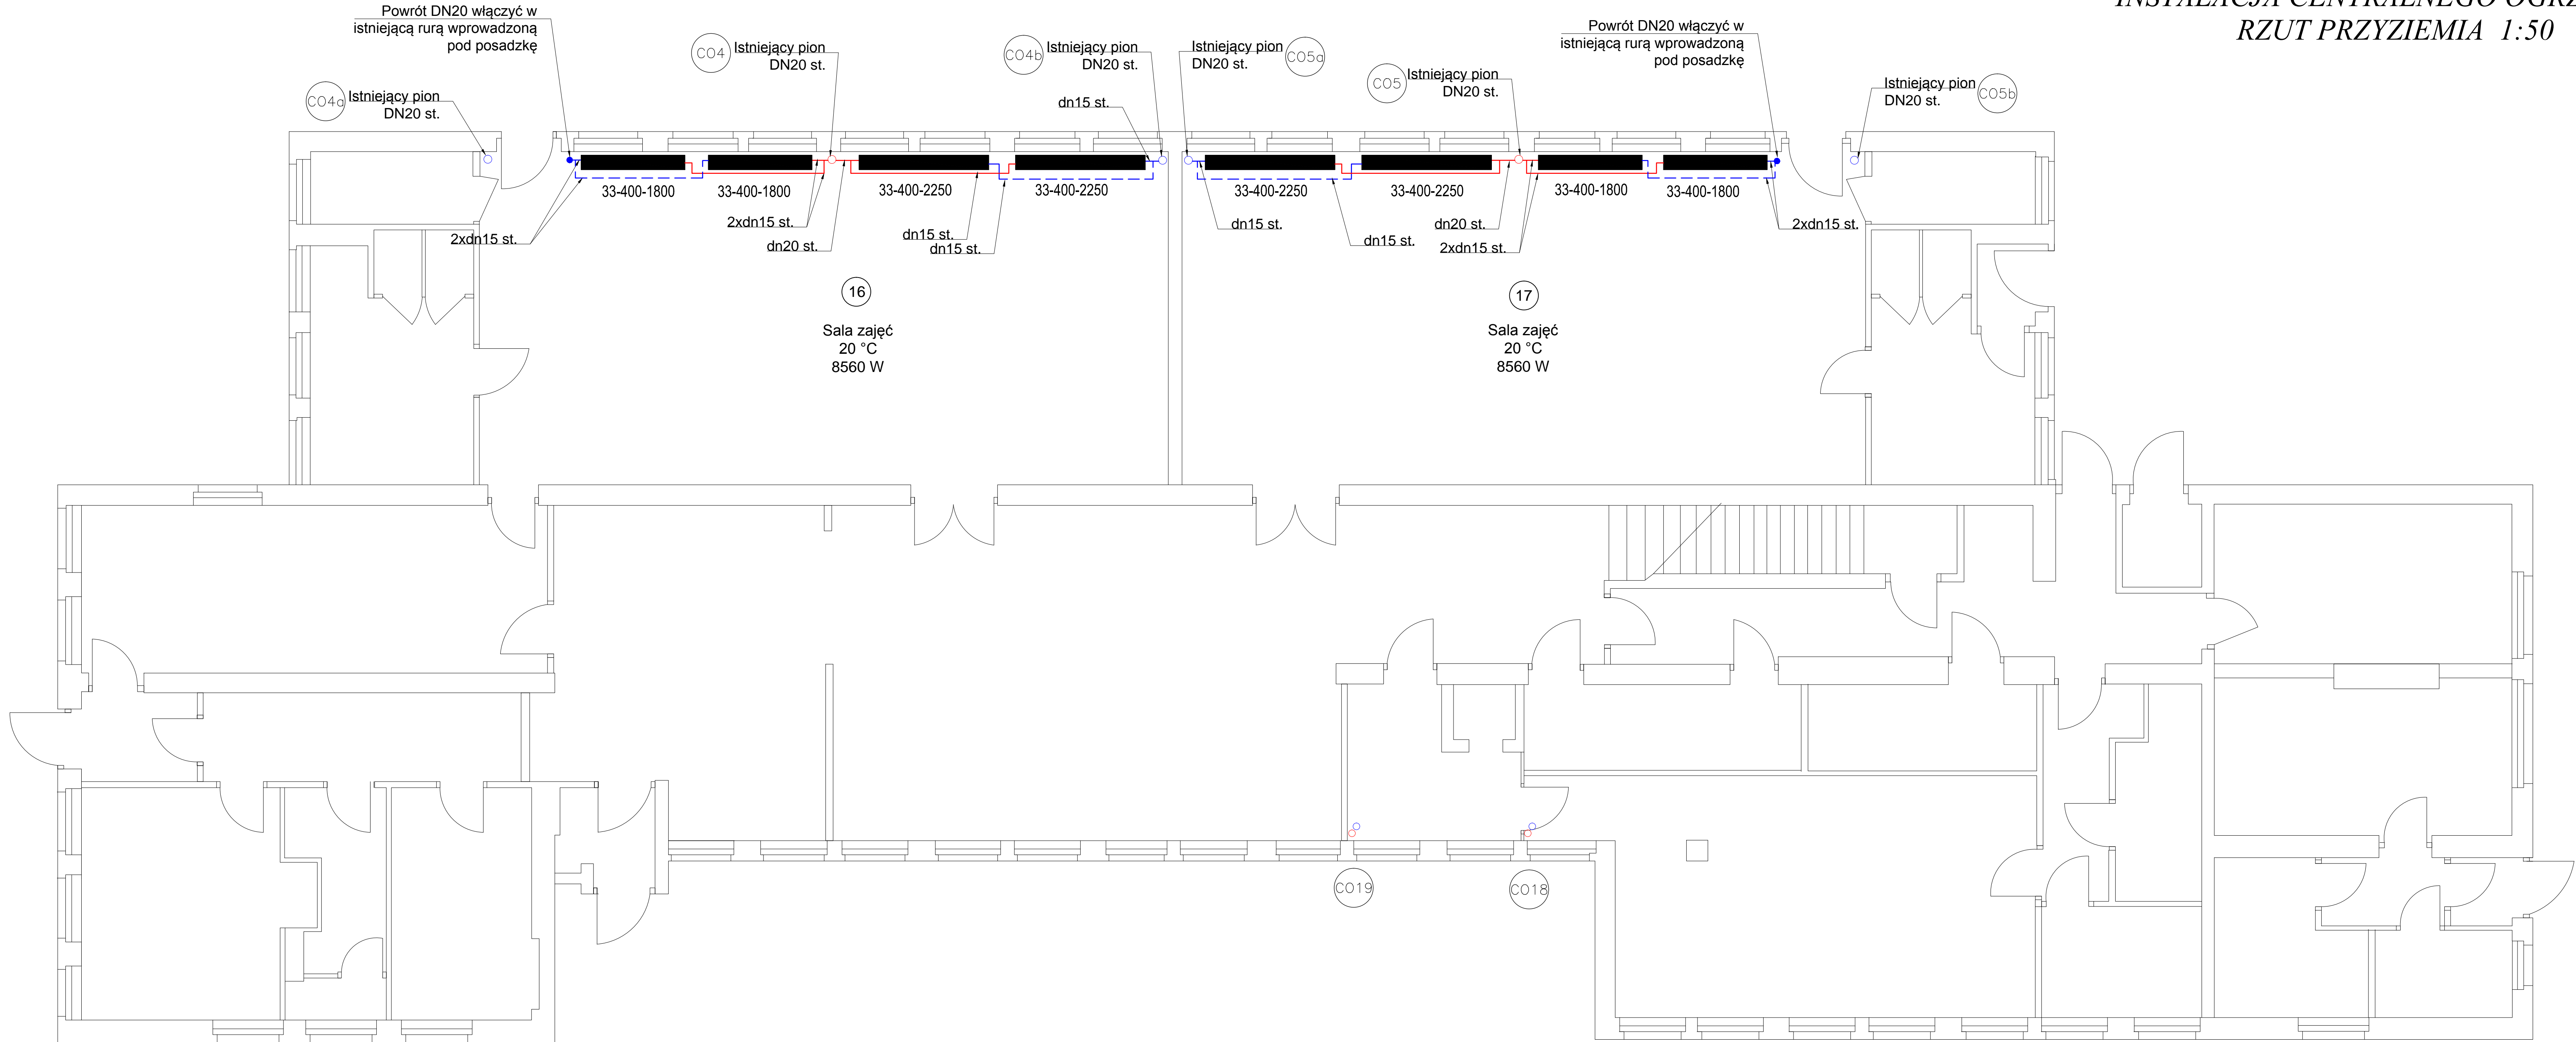 INSTALACJA CENTRALNEGO
RZUT PRZYZIEMIA 1:50
Powrót DN20 włączyć w
istniejącą rurą wprowadzoną
pod posadzkę
CO4
Istniejący pion
DN20 st.
CO4b
Istniejący pion
DN20 st.
Istniejący pion
DN20 st.
CO5a
CO5
Istniejący pion
DN20 st.
Powrót DN20 włączyć w
istniejącą rurą wprowadzoną
pod posadzkę
Istniejący pion
DN20 st.
CO5b
CO4a
Istniejący pion
DN20 st.
dn15 st.
33-400-1800
33-400-1800
33-400-2250
33-400-2250
33-400-2250
33-400-2250
33-400-1800
33-400-1800
2xdn15 st.
2xdn15 st.
dn20 st.
dn15 st.
dn15 st.
dn15 st.
dn15 st.
dn20 st.
2xdn15 st.
2xdn15 st.
16
Sala zajęć
20 °C
8560 W
17
Sala zajęć
20 °C
8560 W
CO19
CO18